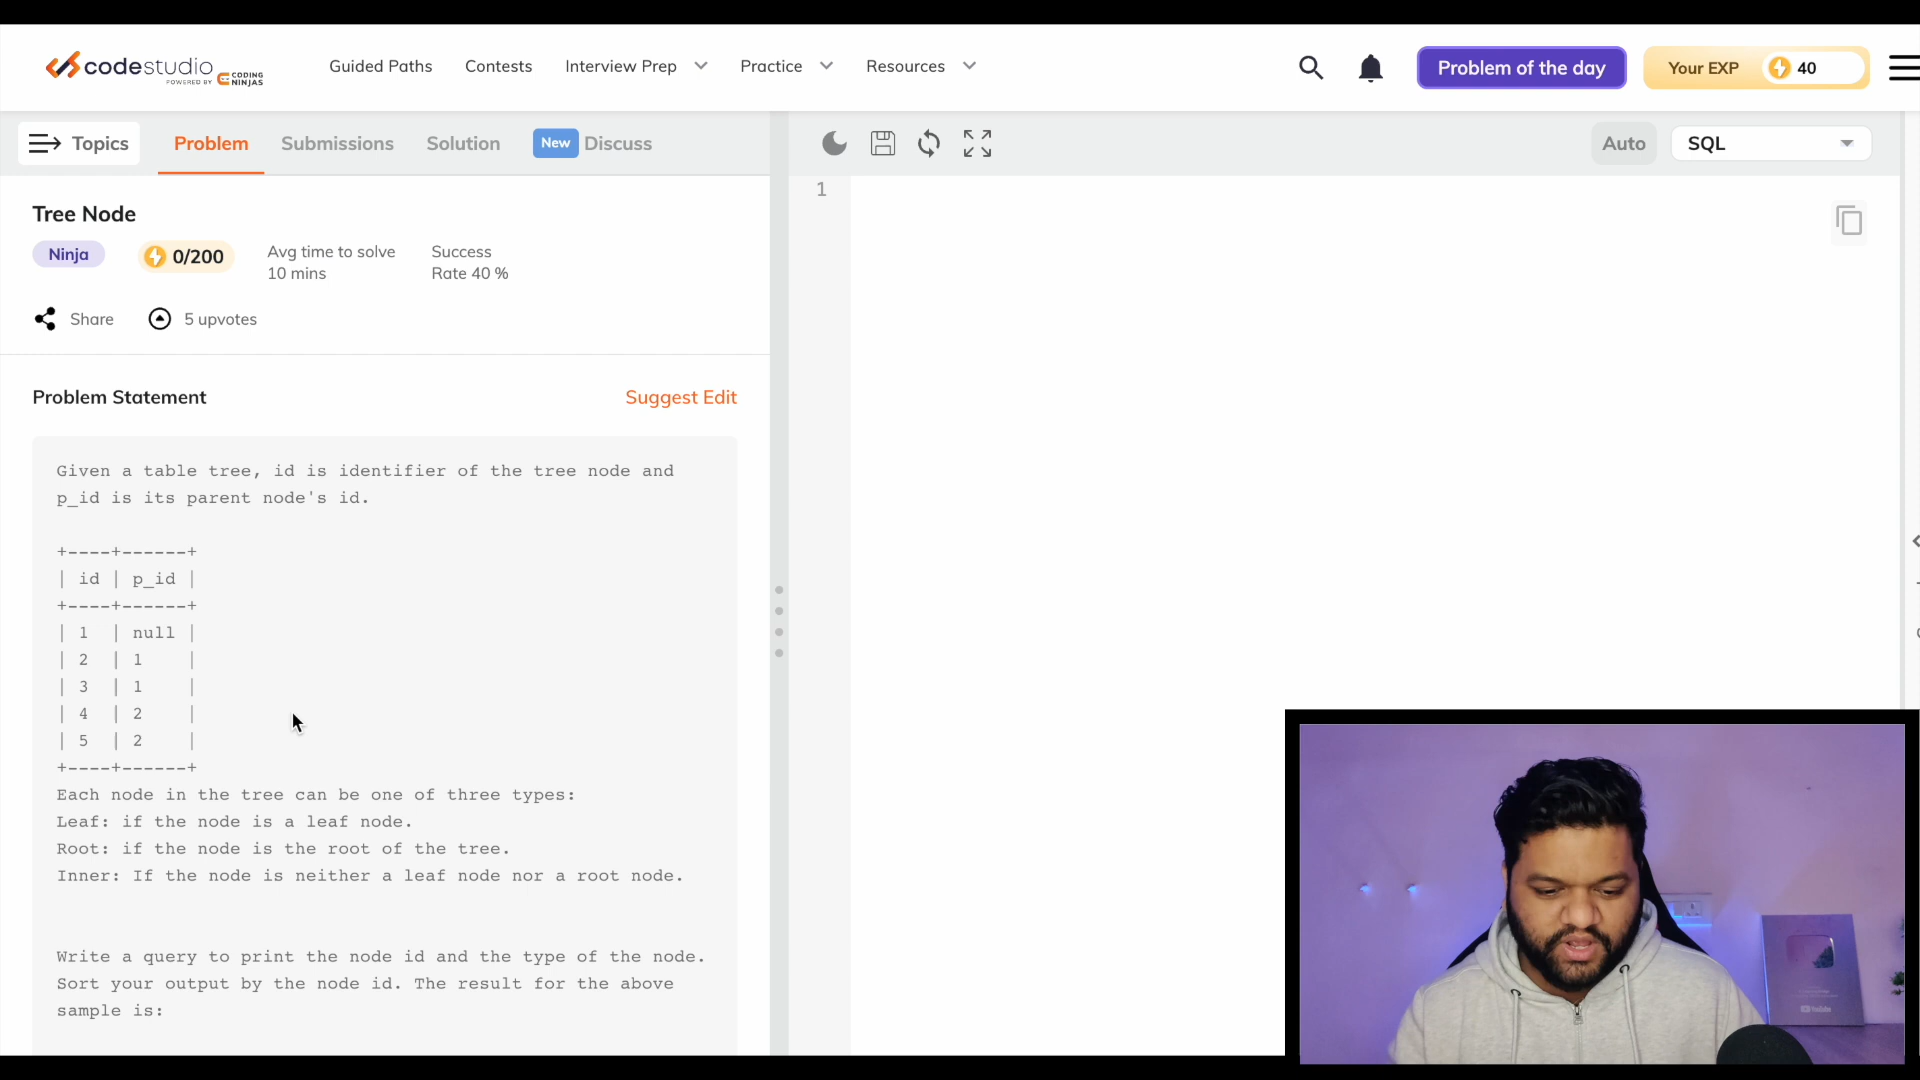 codestudio
POWERED BY CODING NINJAS
Guided Paths
Contests
Interview Prep
Practice
Resources
Problem of the day
Your EXP
40
Topics
Problem
Submissions
Solution
New
Discuss
Auto
SQL
1
Tree Node
Ninja
0/200
Avg time to solve
10 mins
Success
Rate 40 %
Share
5 upvotes
Problem Statement
Suggest Edit
Given a table tree, id is identifier of the tree node and
p_id is its parent node's id.
+----+------+
| id | p_id |
+----+------+
| 1  | null |
| 2  | 1    |
| 3  | 1    |
| 4  | 2    |
| 5  | 2    |
+----+------+
Each node in the tree can be one of three types:
Leaf: if the node is a leaf node.
Root: if the node is the root of the tree.
Inner: If the node is neither a leaf node nor a root node.
Write a query to print the node id and the type of the node.
Sort your output by the node id. The result for the above
sample is:
YouTube